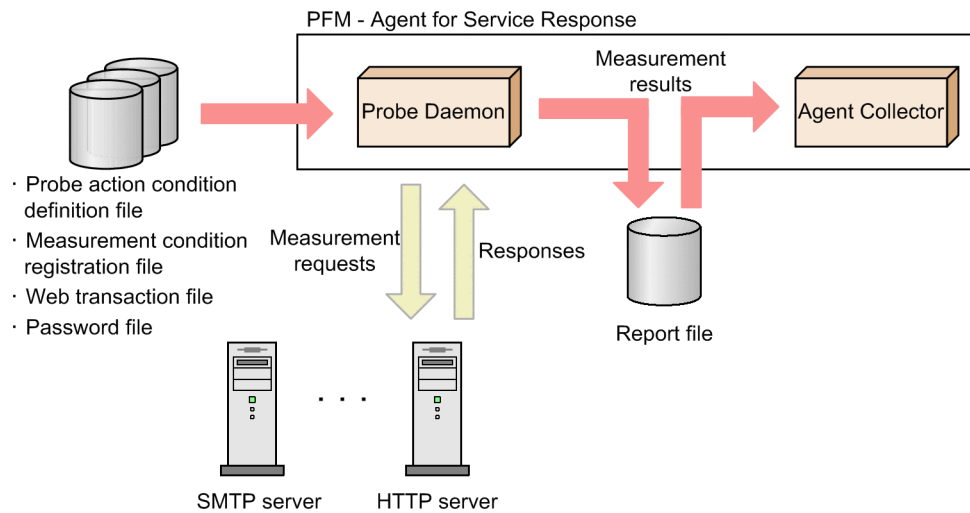 PFM - Agent for Service Response
Measurement
results
Probe Daemon
Agent Collector
· Probe action condition
definition file
· Measurement condition
registration file
· Web transaction file
· Password file
Measurement
requests
Responses
Report file
. . .
SMTP server
HTTP server